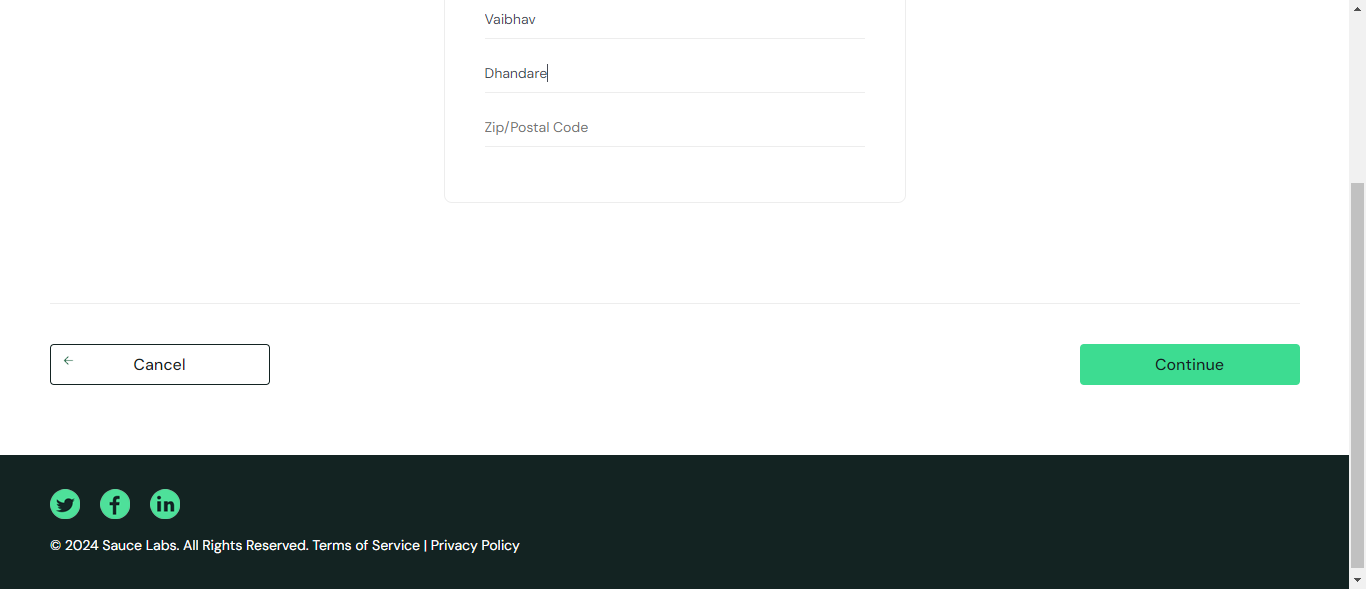 Vaibhav
Dhandare
Zip/Postal Code
Cancel
Continue
© 2024 Sauce Labs. All Rights Reserved. Terms of Service | Privacy Policy